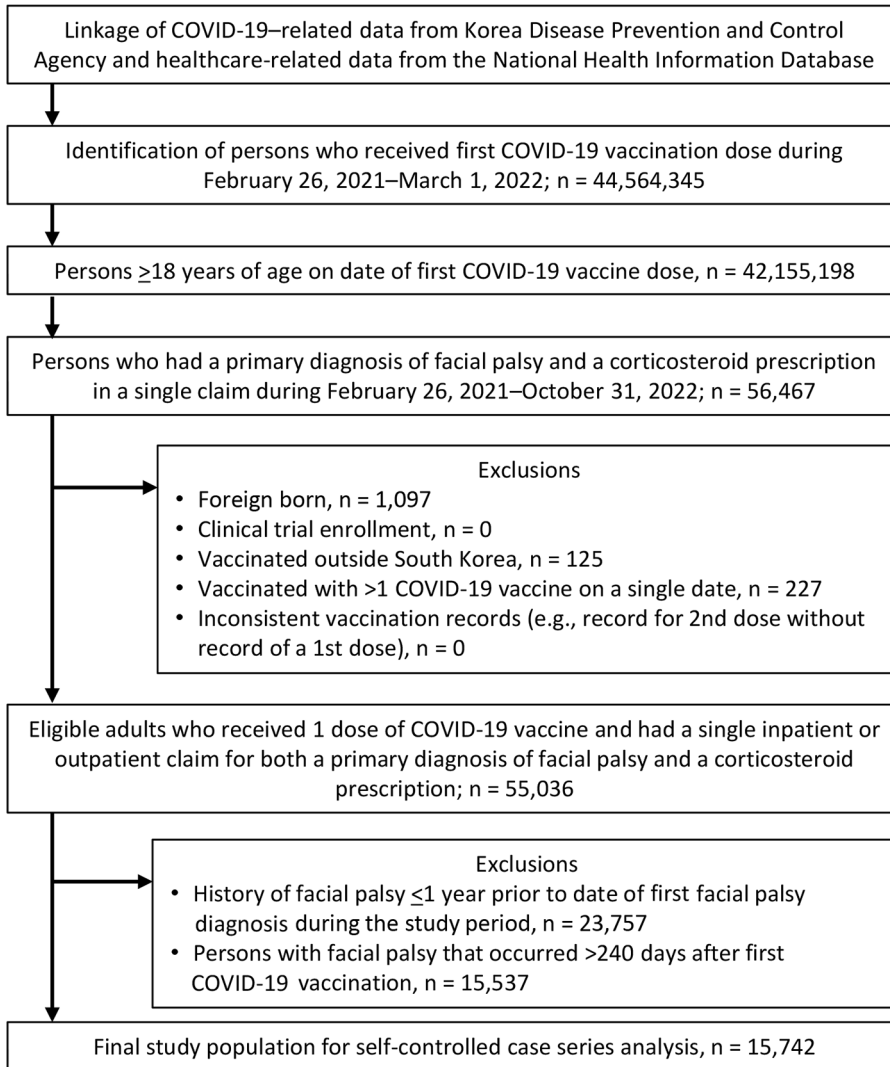 Linkage of COVID-19–related data from Korea Disease Prevention and Control
Agency and healthcare-related data from the National Health Information Database
Identification of persons who received first COVID-19 vaccination dose during
February 26, 2021–March 1, 2022; n = 44,564,345
Persons ≥18 years of age on date of first COVID-19 vaccine dose, n = 42,155,198
Persons who had a primary diagnosis of facial palsy and a corticosteroid prescription
in a single claim during February 26, 2021–October 31, 2022; n = 56,467
Exclusions
• Foreign born, n = 1,097
• Clinical trial enrollment, n = 0
• Vaccinated outside South Korea, n = 125
• Vaccinated with >1 COVID-19 vaccine on a single date, n = 227
• Inconsistent vaccination records (e.g., record for 2nd dose without
record of a 1st dose), n = 0
Eligible adults who received 1 dose of COVID-19 vaccine and had a single inpatient or
outpatient claim for both a primary diagnosis of facial palsy and a corticosteroid
prescription; n = 55,036
Exclusions
• History of facial palsy ≤1 year prior to date of first facial palsy
diagnosis during the study period, n = 23,757
• Persons with facial palsy that occurred >240 days after first
COVID-19 vaccination, n = 15,537
Final study population for self-controlled case series analysis, n = 15,742